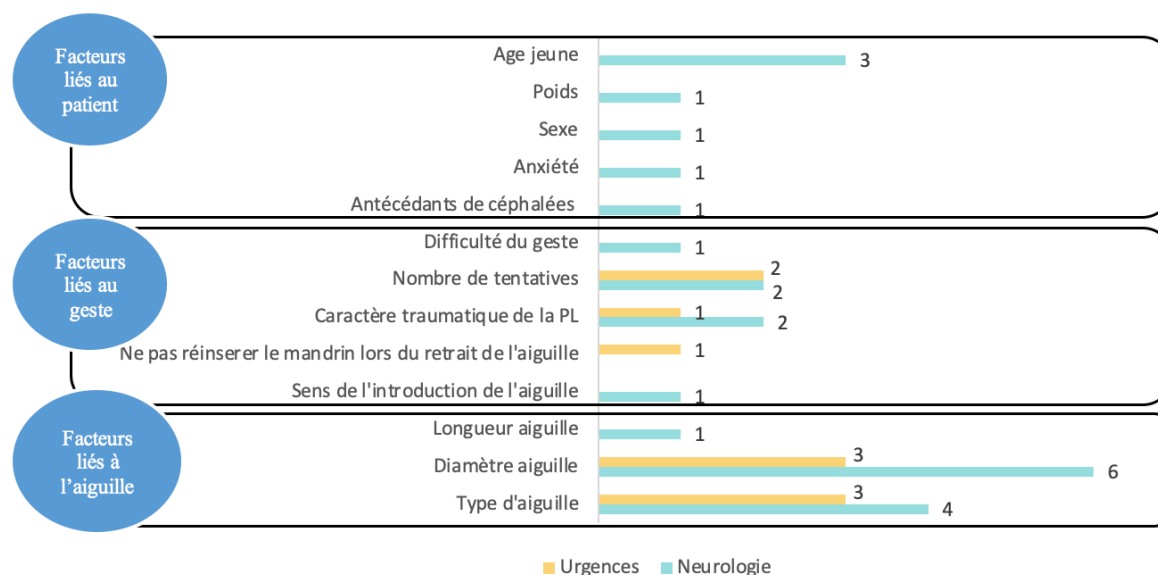 Facteurs
liés au
patient
Age jeune
3
Poids
1
Sexe
1
Anxiété
1
Antécédants de céphalées
1
Facteurs
liés au
geste
Difficulté du geste
1
Nombre de tentatives
2
2
Caractère traumatique de la PL
1
2
Ne pas réinserer le mandrin lors du retrait de l'aiguille
1
Sens de l'introduction de l'aiguille
1
Facteurs
liés à
l’aiguille
Longueur aiguille
1
Diamètre aiguille
3
6
Type d'aiguille
3
4
Urgences Neurologie